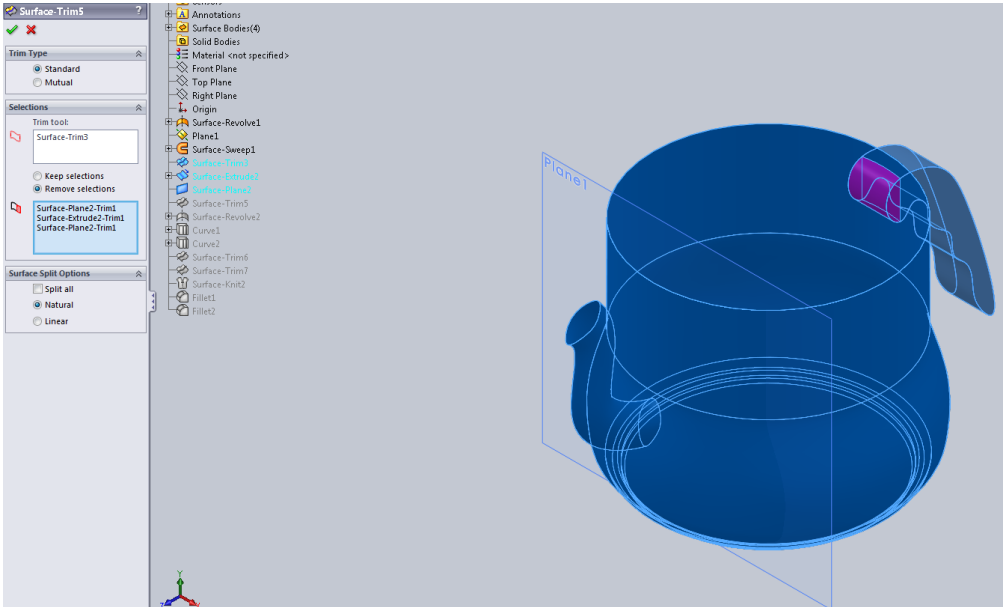 Surface-Trim5 ?
Trim Type
Standard
Mutual
Selections
Trim tool:
Surface-Trim3
Keep selections
Remove selections
Surface-Plane2-Trim1
Surface-Extrude2-Trim1
Surface-Plane2-Trim1
Surface Split Options
Split all
Natural
Linear
Annotations
Surface Bodies(4)
Solid Bodies
Material <not specified>
Front Plane
Top Plane
Right Plane
Origin
Surface-Revolve1
Plane1
Surface-Sweep1
Surface-Trim3
Surface-Extrude2
Surface-Plane2
Surface-Trim5
Surface-Revolve2
Curve1
Curve2
Surface-Trim6
Surface-Trim7
Surface-Knit2
Fillet1
Fillet2
Plane1
Y